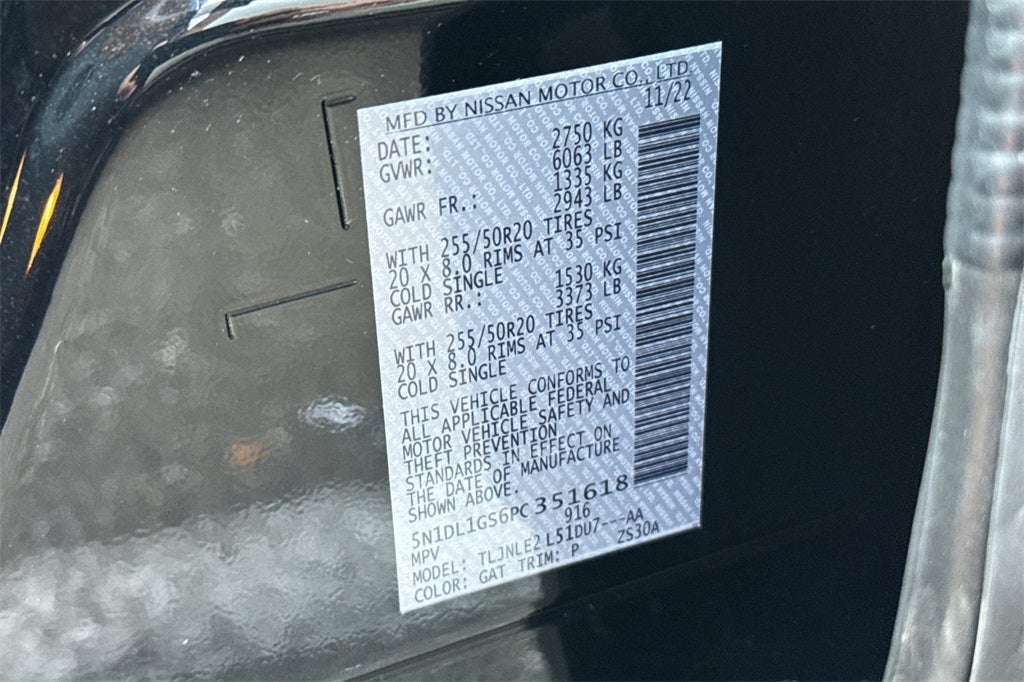 MFD BY NISSAN MOTOR CO., LTD.
DATE: 11/22
GVWR: 2750 KG
6063 LB
1335 KG
GAWR FR.: 2943 LB
WITH 255/50R20 TIRES
20 X 8.0 RIMS AT 35 PSI
COLD SINGLE
1530 KG
GAWR RR.: 3373 LB
WITH 255/50R20 TIRES
20 X 8.0 RIMS AT 35 PSI
COLD SINGLE
THIS VEHICLE CONFORMS TO
ALL APPLICABLE FEDERAL
MOTOR VEHICLE SAFETY AND
THEFT PREVENTION
STANDARDS IN EFFECT ON
THE DATE OF MANUFACTURE
SHOWN ABOVE.
5N1DL1GS6PC351618
MPV 916
MODEL: TLJNLE2 L51DU7---AA
COLOR: GAT TRIM: P ZS30A